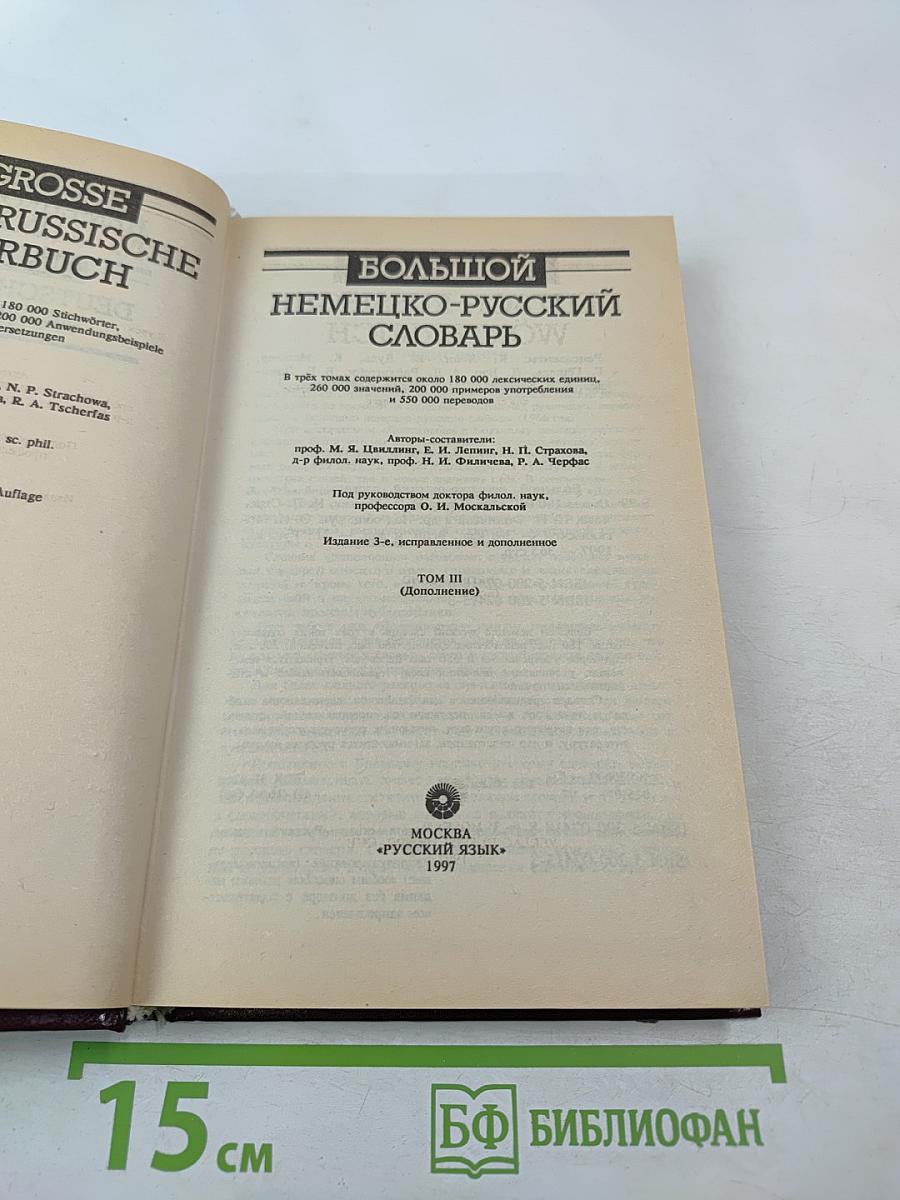 GROSSE
RUSSISCHE
RBUCH
180 000 Stichwörter,
200 000 Anwendungsbeispiele
ersetzungen
N. P. Strachowa,
R. A. Tscherfas
sc. phil.
Auflage
БОЛЬШОЙ
НЕМЕЦКО-РУССКИЙ
СЛОВАРЬ
В трёх томах содержится около 180 000 лексических единиц,
260 000 значений, 200 000 примеров употребления
и 550 000 переводов
Авторы-составители:
проф. М. Я. Цвиллинг, Е. И. Лепинг, Н. П. Страхова,
д-р филол. наук, проф. Н. И. Филичева, Р. А. Черфас
Под руководством доктора филол. наук,
профессора О. И. Москальской
Издание 3-е, исправленное и дополненное
ТОМ III
(Дополнение)
МОСКВА
«РУССКИЙ ЯЗЫК»
1997
15 см
БФ БИБЛИОФАН